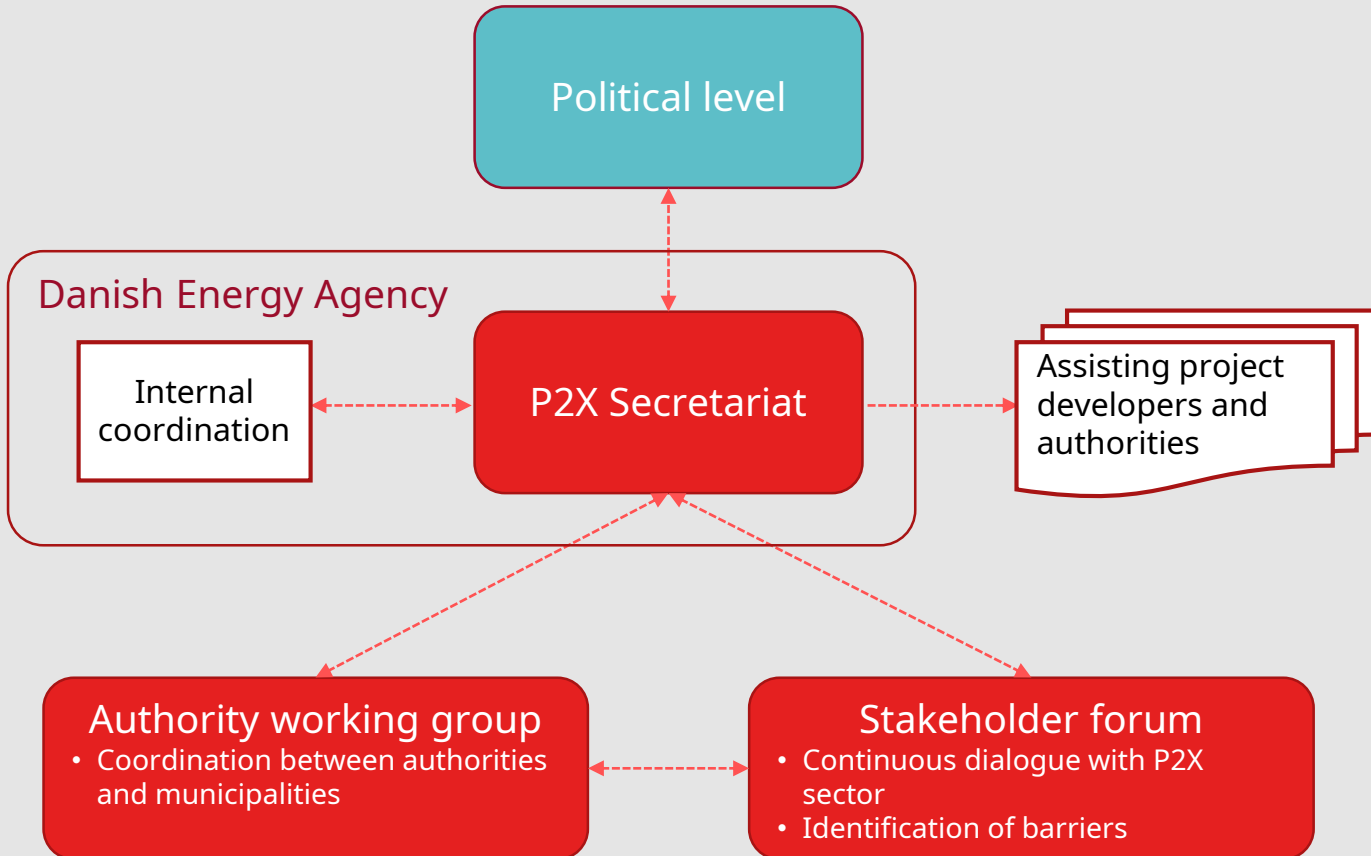 Political level
Danish Energy Agency
Internal
coordination
P2X Secretariat
Assisting project
developers and
authorities
Authority working group
• Coordination between authorities
and municipalities
Stakeholder forum
• Continuous dialogue with P2X
sector
• Identification of barriers